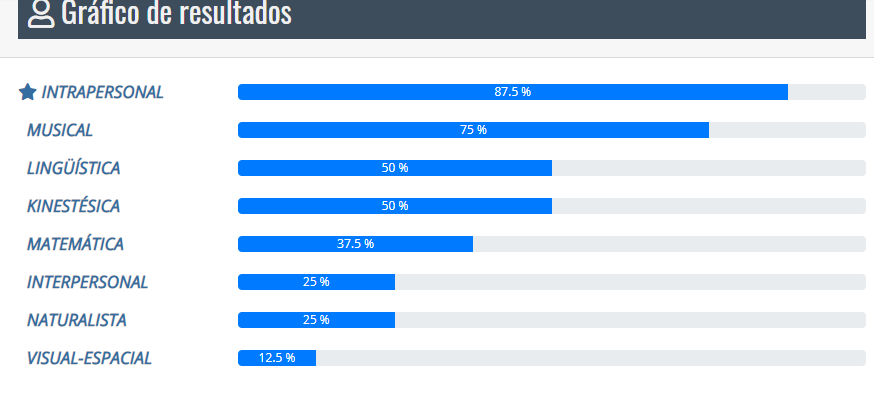 Gráfico de resultados
INTRAPERSONAL 87.5 %
MUSICAL 75 %
LINGÜÍSTICA 50 %
KINESTÉSICA 50 %
MATEMÁTICA 37.5 %
INTERPERSONAL 25 %
NATURALISTA 25 %
VISUAL-ESPACIAL 12.5 %